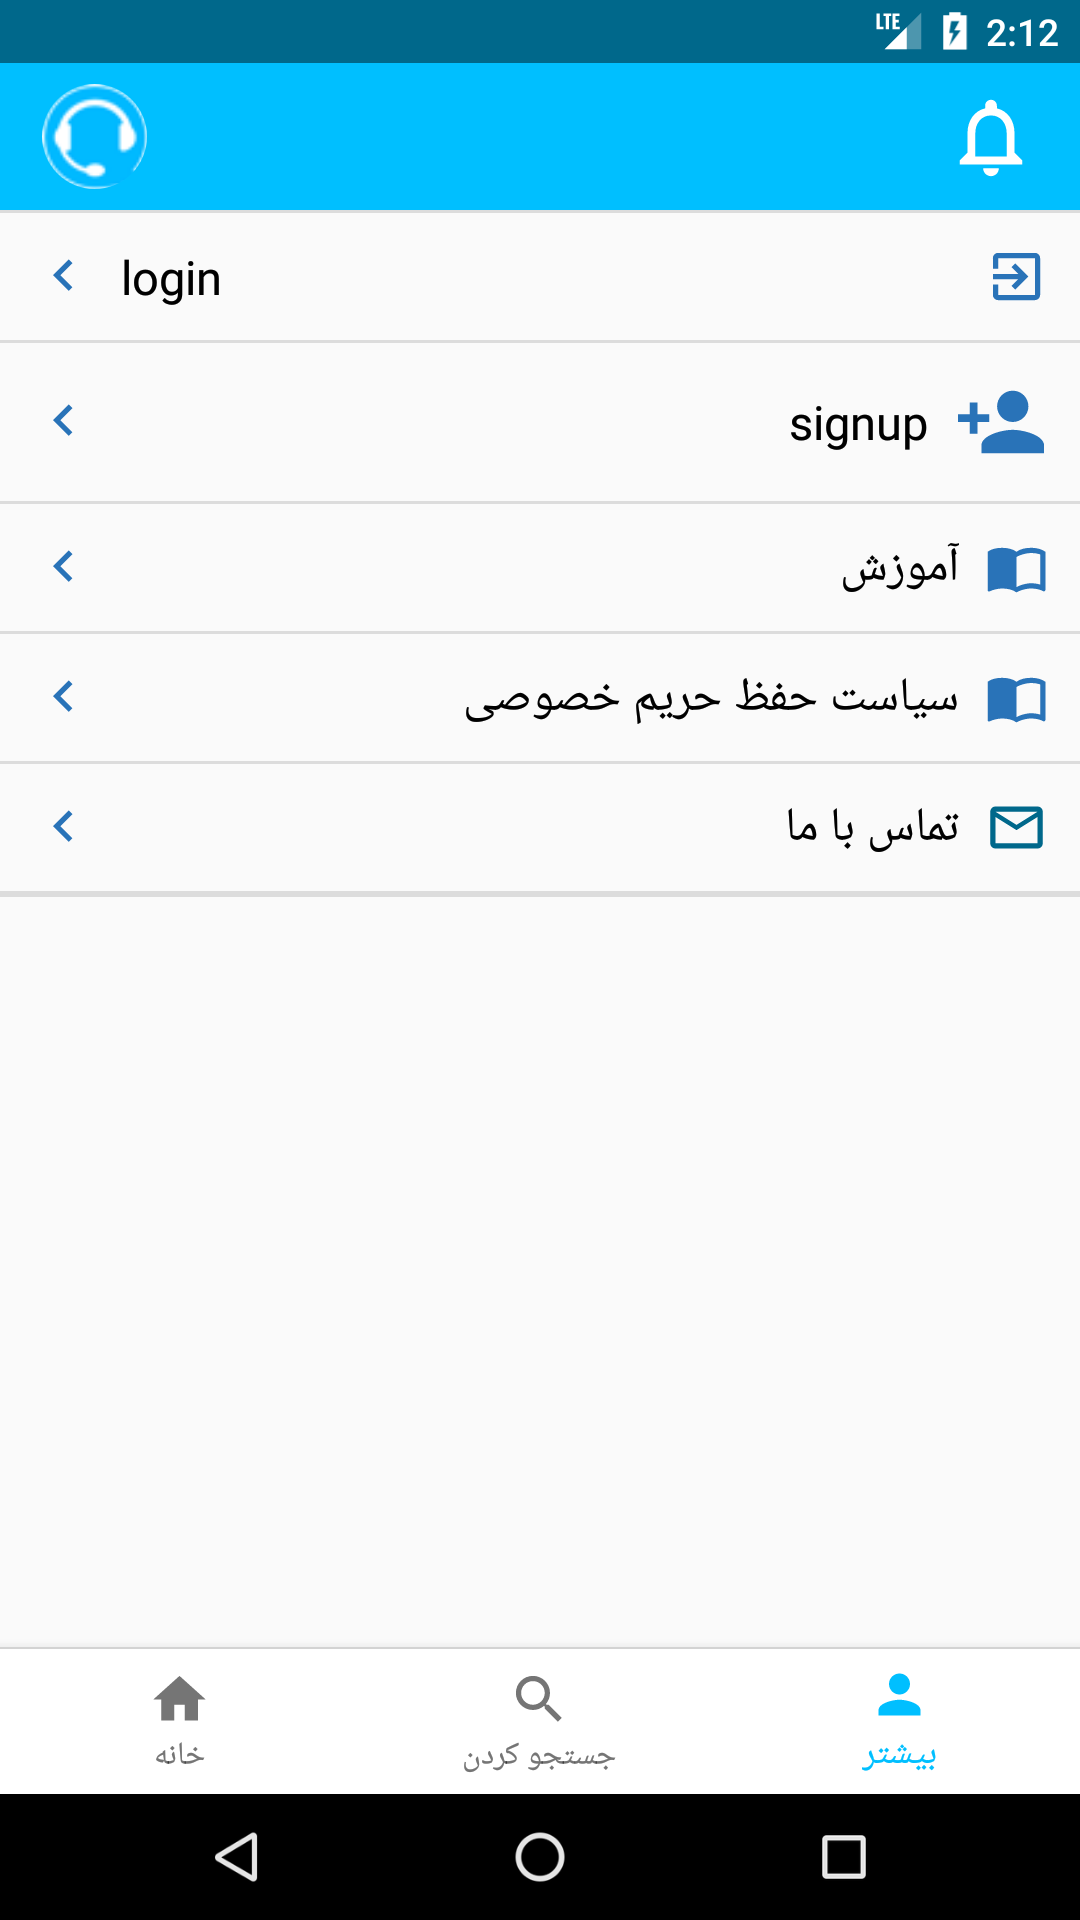 LTE 2:12
login
signup
آموزش
سیاست حفظ حریم خصوصی
تماس با ما
بیشتر
جستجو کردن
خانه